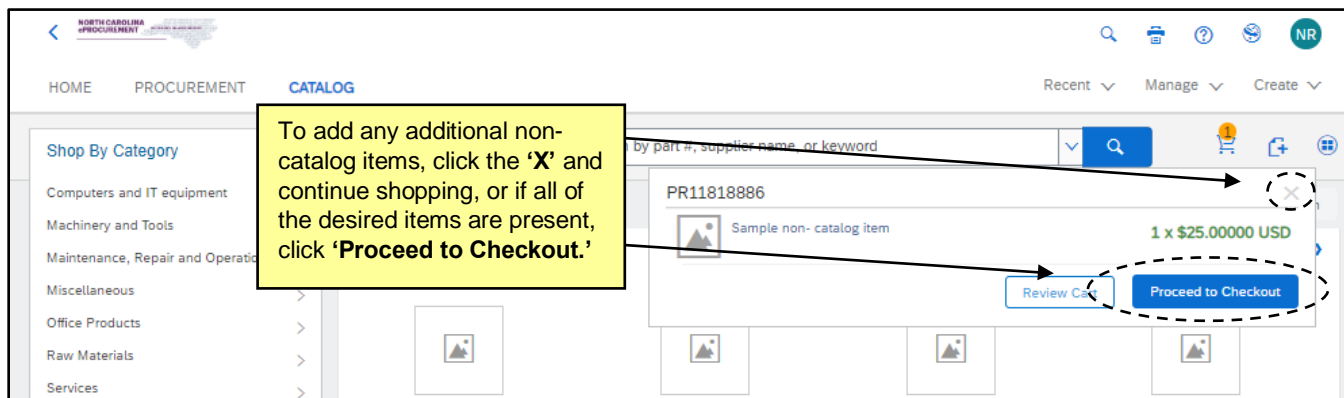 NORTH CAROLINA
ePROCUREMENT
NR
HOME PROCUREMENT CATALOG
Recent Manage Create
To add any additional non-
catalog items, click the ‘X’ and
continue shopping, or if all of
the desired items are present,
click ‘Proceed to Checkout.’
Shop By Category
by part #, supplier name, or keyword
1
Computers and IT equipment
Machinery and Tools
Maintenance, Repair and Operatio
Miscellaneous
Office Products
Raw Materials
Services
PR11818886
Sample non- catalog item
1 x $25.00000 USD
Review Cart
Proceed to Checkout